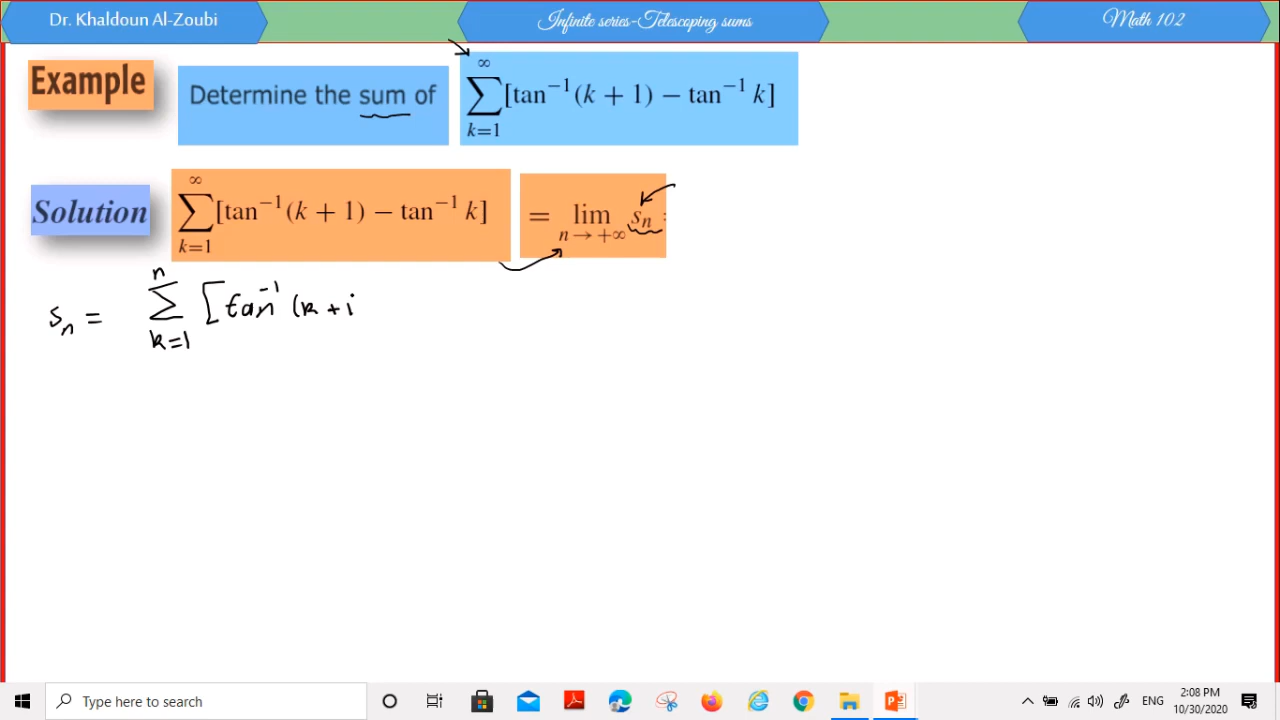 Dr. Khaldoun Al-Zoubi
Infinite series-Telescoping sums
Math 102
Example
Determine the sum of
∞
∑[tan⁻¹(k + 1) − tan⁻¹ k]
k=1
Solution
∞
∑[tan⁻¹(k + 1) − tan⁻¹ k]
k=1
= lim sₙ =
n → +∞
n
sₙ = ∑ [tan⁻¹ (k + 1
k=1
Type here to search
ENG
2:08 PM
10/30/2020